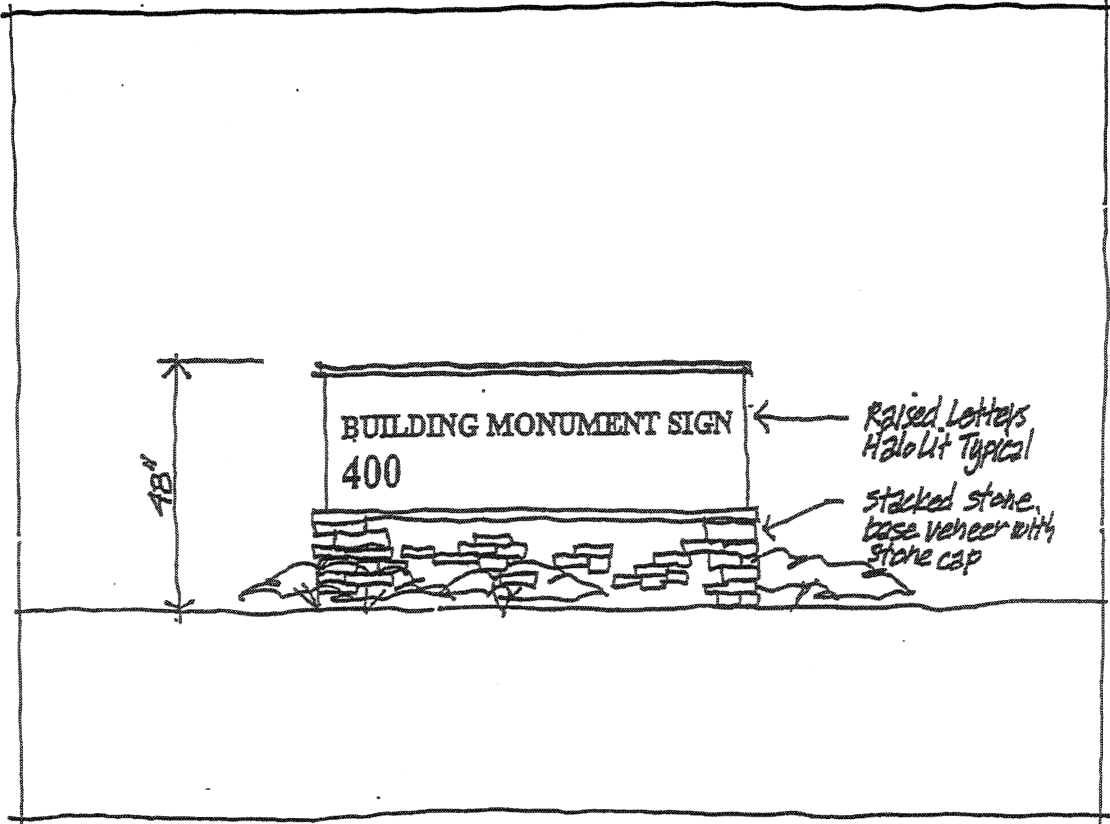 BUILDING MONUMENT SIGN
400
48"
Raised Letters
Halo Lit Typical
stacked stone
base veneer with
stone cap